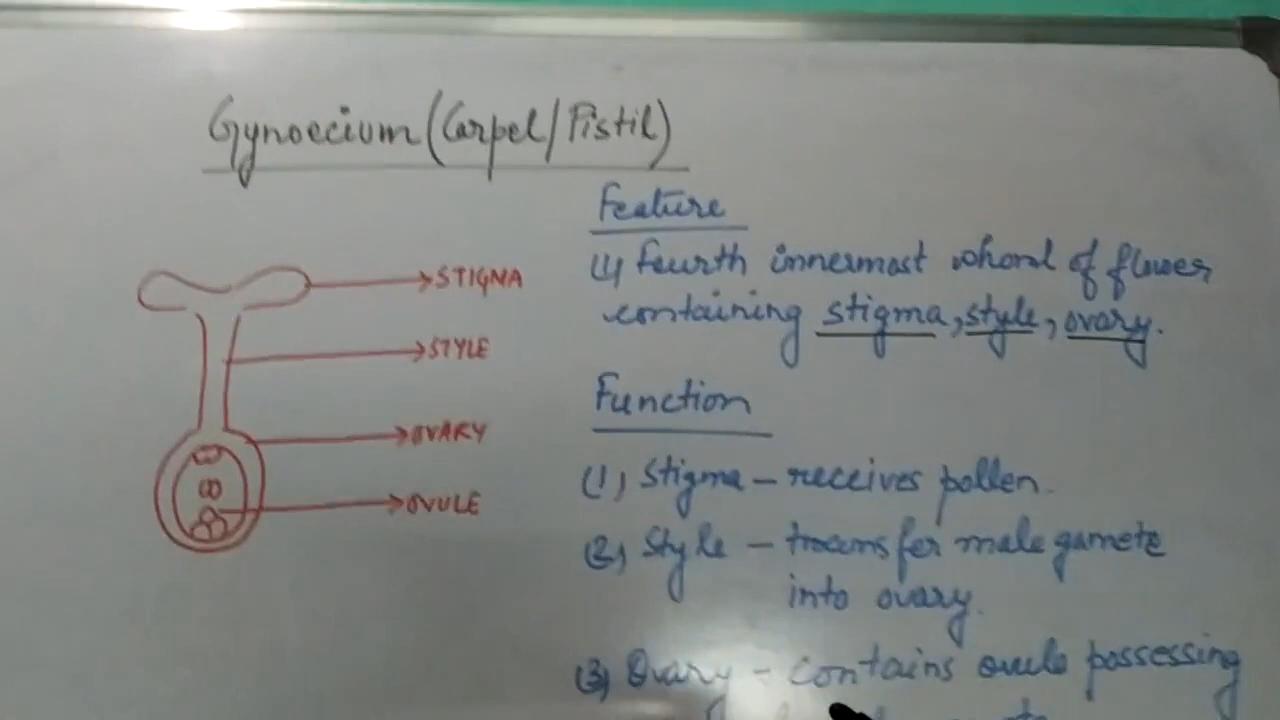 Gynoecium (Carpel/Pistil)
STIGMA
STYLE
OVARY
OVULE
Feature
(1) Fourth innermost whorl of flower
containing stigma, style, ovary.
Function
(1) Stigma – receives pollen.
(2) Style – transfer male gamete
into ovary.
(3) Ovary – contains ovule possessing